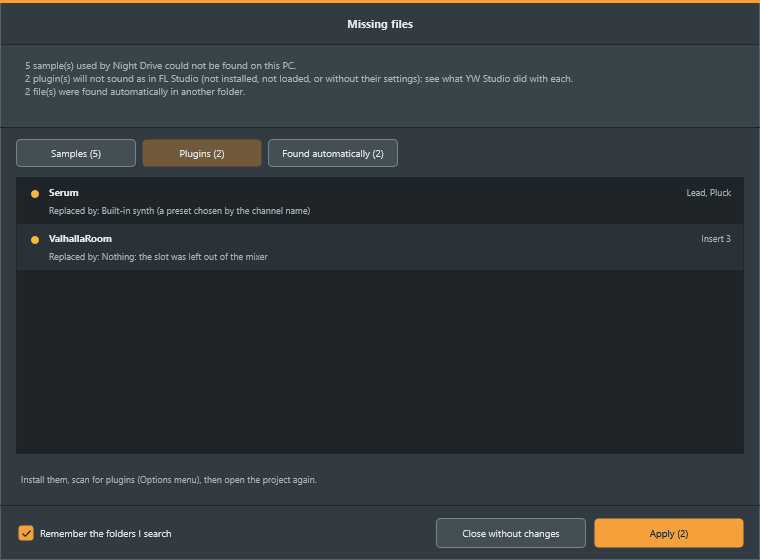 Missing files
5 sample(s) used by Night Drive could not be found on this PC.
2 plugin(s) will not sound as in FL Studio (not installed, not loaded, or without their settings): see what YW Studio did with each.
2 file(s) were found automatically in another folder.
Samples (5)
Plugins (2)
Found automatically (2)
Serum
Lead, Pluck
Replaced by: Built-in synth (a preset chosen by the channel name)
ValhallaRoom
Insert 3
Replaced by: Nothing: the slot was left out of the mixer
Install them, scan for plugins (Options menu), then open the project again.
Remember the folders I search
Close without changes
Apply (2)